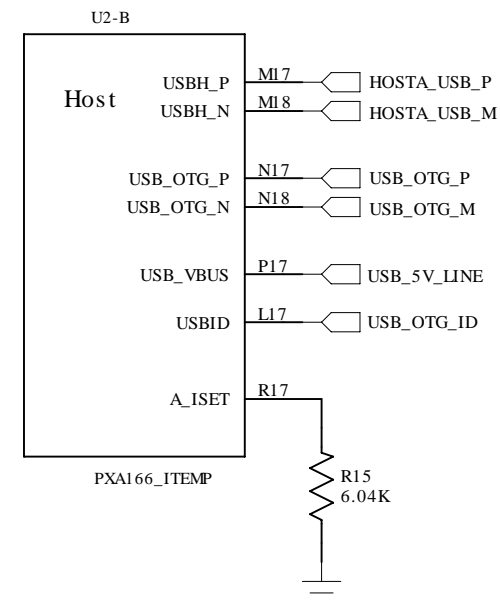 U2-B
Host
USBH_P M17 HOSTA_USB_P
USBH_N M18 HOSTA_USB_M
USB_OTG_P N17 USB_OTG_P
USB_OTG_N N18 USB_OTG_M
USB_VBUS P17 USB_5V_LINE
USBID L17 USB_OTG_ID
A_ISET R17
PXA166_ITEMP
R15
6.04K